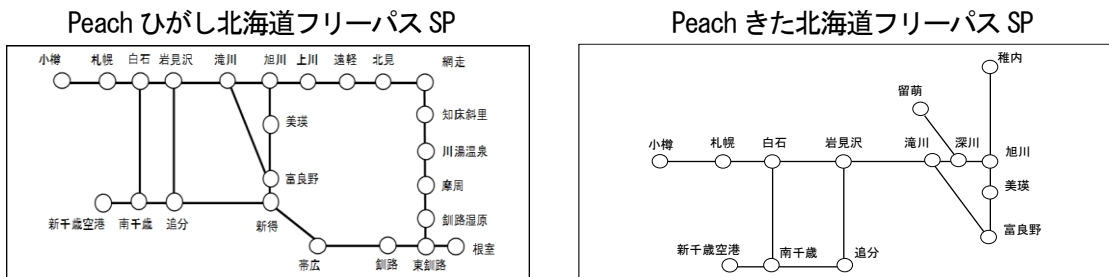 Peach ひがし北海道フリーパス SP
小樽 札幌 白石 岩見沢 滝川 旭川 上川 遠軽 北見 網走
知床斜里
美瑛
川湯温泉
富良野
摩周
釧路湿原
新千歳空港 南千歳 追分 新得
根室
帯広 釧路 東釧路
Peach きた北海道フリーパス SP
稚内
留萌
小樽 札幌 白石 岩見沢 滝川 深川 旭川
美瑛
富良野
新千歳空港 南千歳 追分